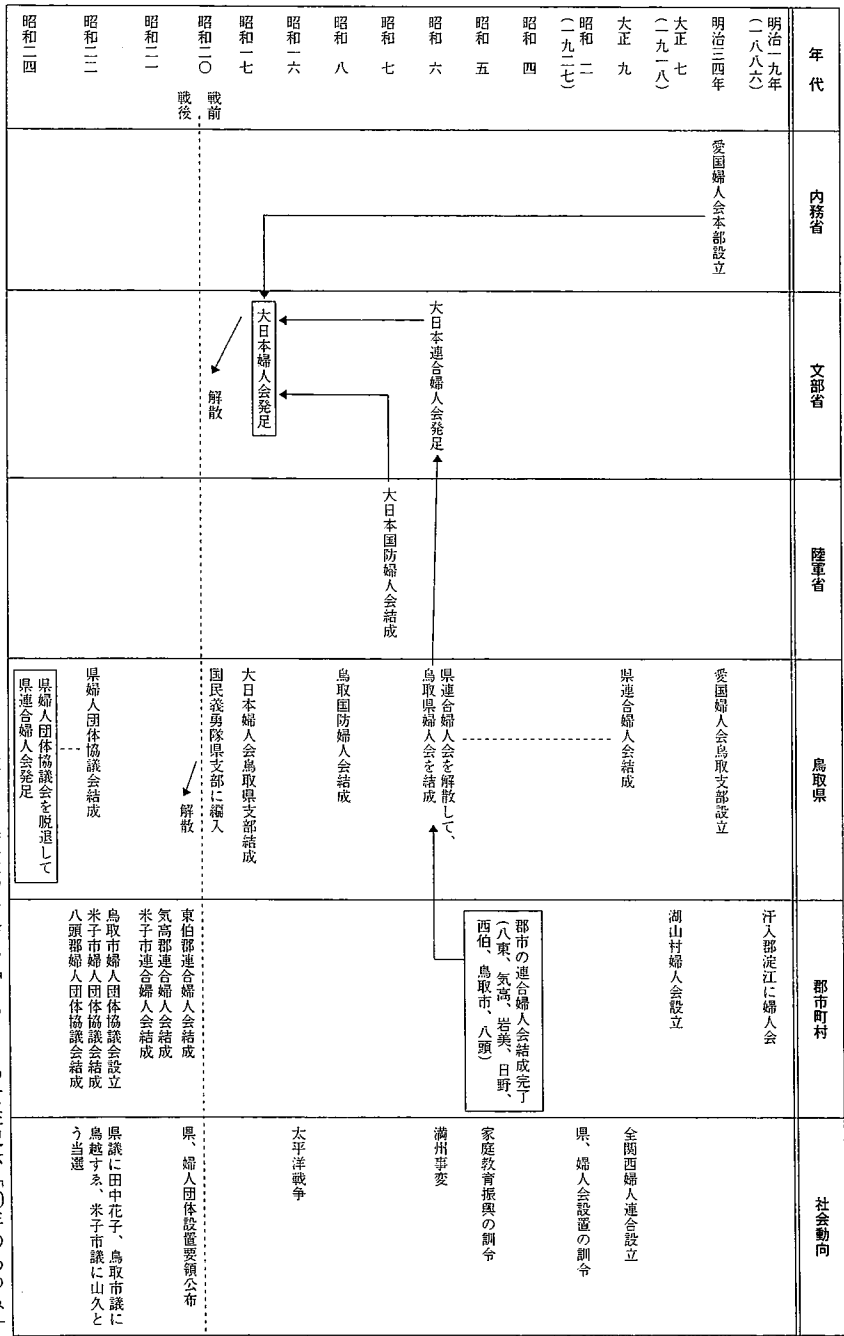 年代
内務省
文部省
陸軍省
鳥取県
郡市町村
社会動向
明治一九年
(一八八六)
汗入郡淀江に婦人会
明治三四年
愛国婦人会本部設立
愛国婦人会鳥取支部設立
大正 七
(一九一八)
湖山村婦人会設立
大正 九
県連合婦人会結成
全関西婦人連合設立
昭和 二
(一九二七)
県、婦人会設置の訓令
昭和 四
昭和 五
郡市の連合婦人会結成完了
(八東、気高、岩美、日野、
西伯、鳥取市、八頭)
家庭教育振興の訓令
昭和 六
大日本連合婦人会発足
県連合婦人会を解散して、
鳥取県婦人会を結成
満州事変
昭和 七
大日本国防婦人会結成
昭和 八
鳥取国防婦人会結成
昭和一六
太平洋戦争
昭和一七
大日本婦人会発足
大日本婦人会鳥取県支部結成
戦前
解散
国民義勇隊県支部に編入
昭和二〇
戦後
解散
東伯郡連合婦人会結成
県、婦人団体設置要領公布
昭和二一
気高郡連合婦人会結成
米子市連合婦人会結成
昭和二二
県婦人団体協議会結成
鳥取市婦人団体協議会設立
米子市婦人団体協議会結成
八頭郡婦人団体協議会結成
県議に田中花子、鳥取市議に
鳥越すゑ、米子市議に山久と
う当選
昭和二四
県婦人団体協議会を脱退して
県連合婦人会発足